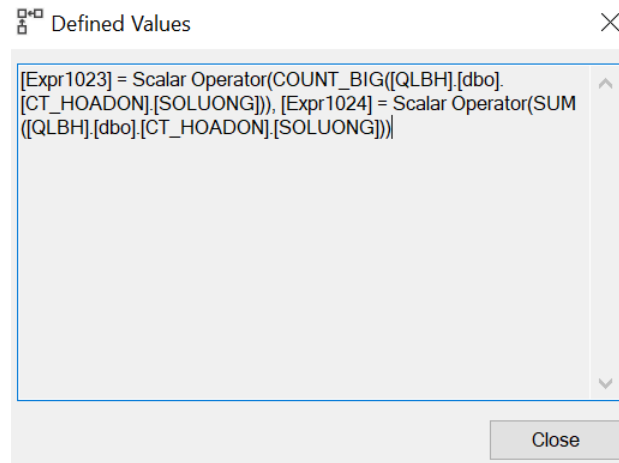 Defined Values
[Expr1023] = Scalar Operator(COUNT_BIG([QLBH].[dbo].
[CT_HOADON].[SOLUONG])), [Expr1024] = Scalar Operator(SUM
([QLBH].[dbo].[CT_HOADON].[SOLUONG]))
Close